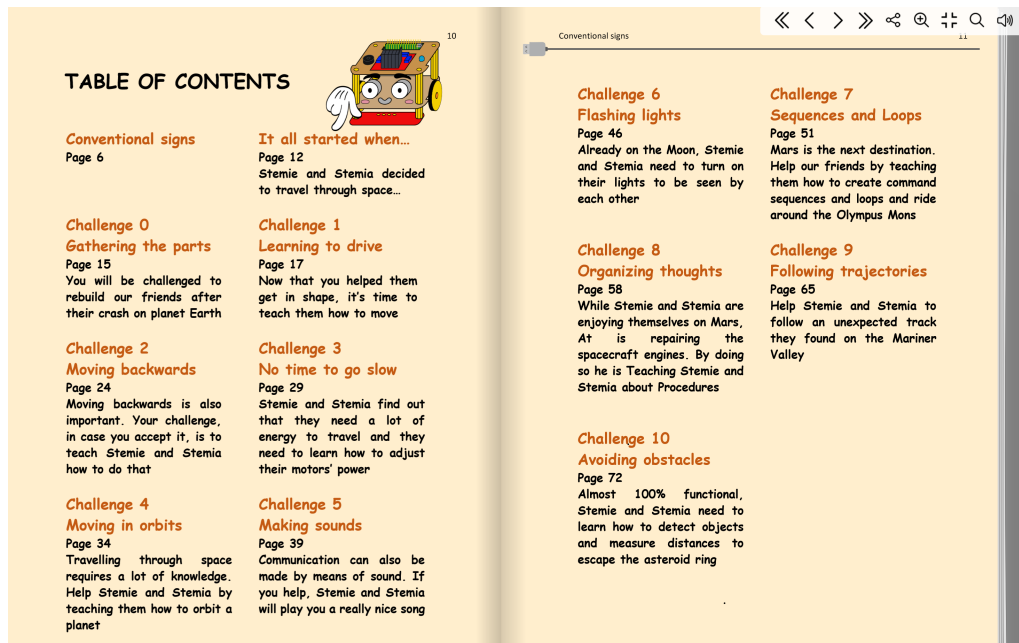 10
TABLE OF CONTENTS
Conventional signs
Page 6
It all started when...
Page 12
Stemie and Stemia decided
to travel through space...
Challenge 0
Gathering the parts
Page 15
You will be challenged to
rebuild our friends after
their crash on planet Earth
Challenge 1
Learning to drive
Page 17
Now that you helped them
get in shape, it's time to
teach them how to move
Challenge 2
Moving backwards
Page 24
Moving backwards is also
important. Your challenge,
in case you accept it, is to
teach Stemie and Stemia
how to do that
Challenge 3
No time to go slow
Page 29
Stemie and Stemia find out
that they need a lot of
energy to travel and they
need to learn how to adjust
their motors' power
Challenge 4
Moving in orbits
Page 34
Travelling through space
requires a lot of knowledge.
Help Stemie and Stemia by
teaching them how to orbit a
planet
Challenge 5
Making sounds
Page 39
Communication can also be
made by means of sound. If
you help, Stemie and Stemia
will play you a really nice song
Conventional signs
11
Challenge 6
Flashing lights
Page 46
Already on the Moon, Stemie
and Stemia need to turn on
their lights to be seen by
each other
Challenge 7
Sequences and Loops
Page 51
Mars is the next destination.
Help our friends by teaching
them how to create command
sequences and loops and ride
around the Olympus Mons
Challenge 8
Organizing thoughts
Page 58
While Stemie and Stemia are
enjoying themselves on Mars,
At is repairing the
spacecraft engines. By doing
so he is Teaching Stemie and
Stemia about Procedures
Challenge 9
Following trajectories
Page 65
Help Stemie and Stemia to
follow an unexpected track
they found on the Mariner
Valley
Challenge 10
Avoiding obstacles
Page 72
Almost 100% functional,
Stemie and Stemia need to
learn how to detect objects
and measure distances to
escape the asteroid ring
.